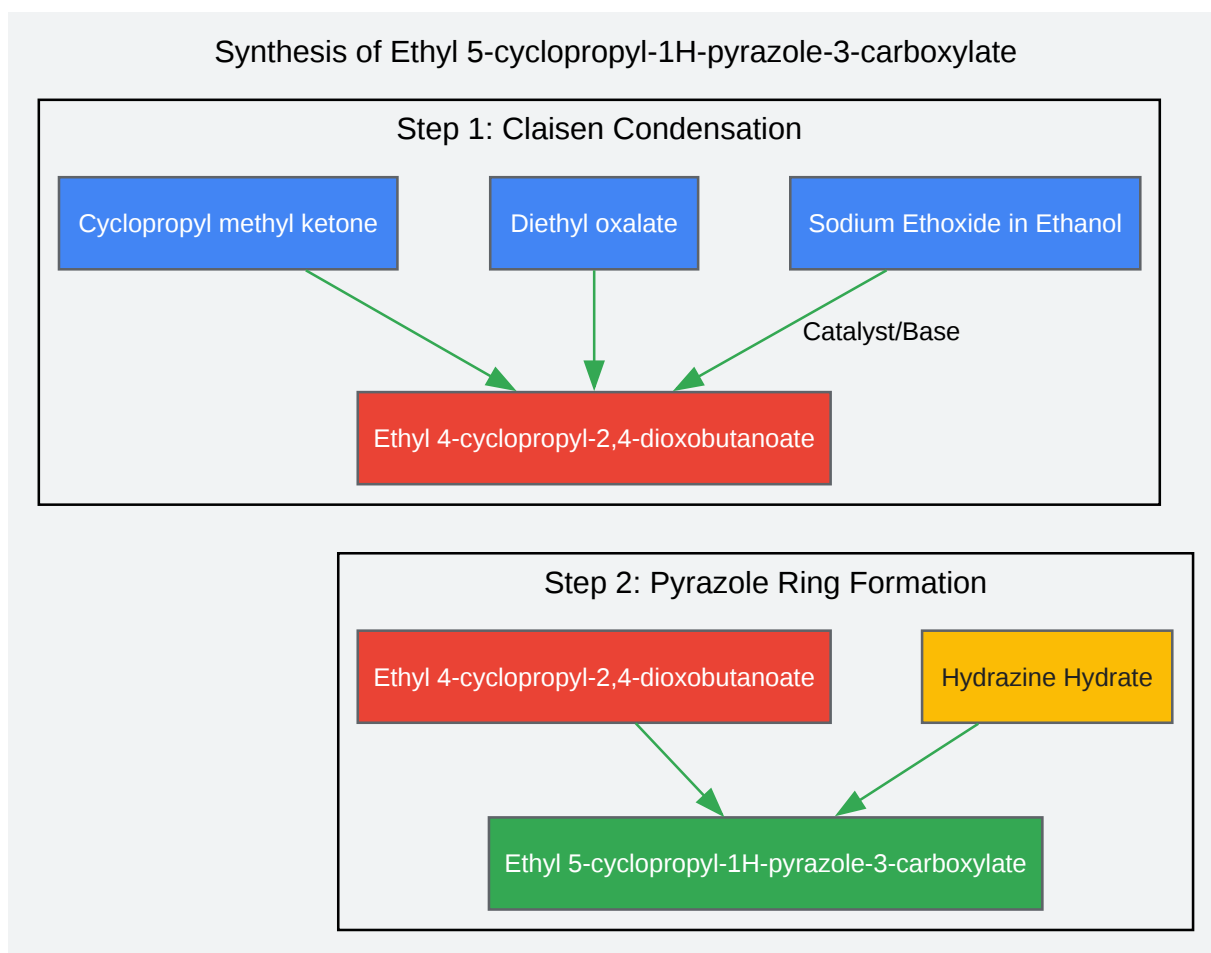 Synthesis of Ethyl 5-cyclopropyl-1H-pyrazole-3-carboxylate
Step 1: Claisen Condensation
Cyclopropyl methyl ketone
Diethyl oxalate
Sodium Ethoxide in Ethanol
Catalyst/Base
Ethyl 4-cyclopropyl-2,4-dioxobutanoate
Step 2: Pyrazole Ring Formation
Ethyl 4-cyclopropyl-2,4-dioxobutanoate
Hydrazine Hydrate
Ethyl 5-cyclopropyl-1H-pyrazole-3-carboxylate